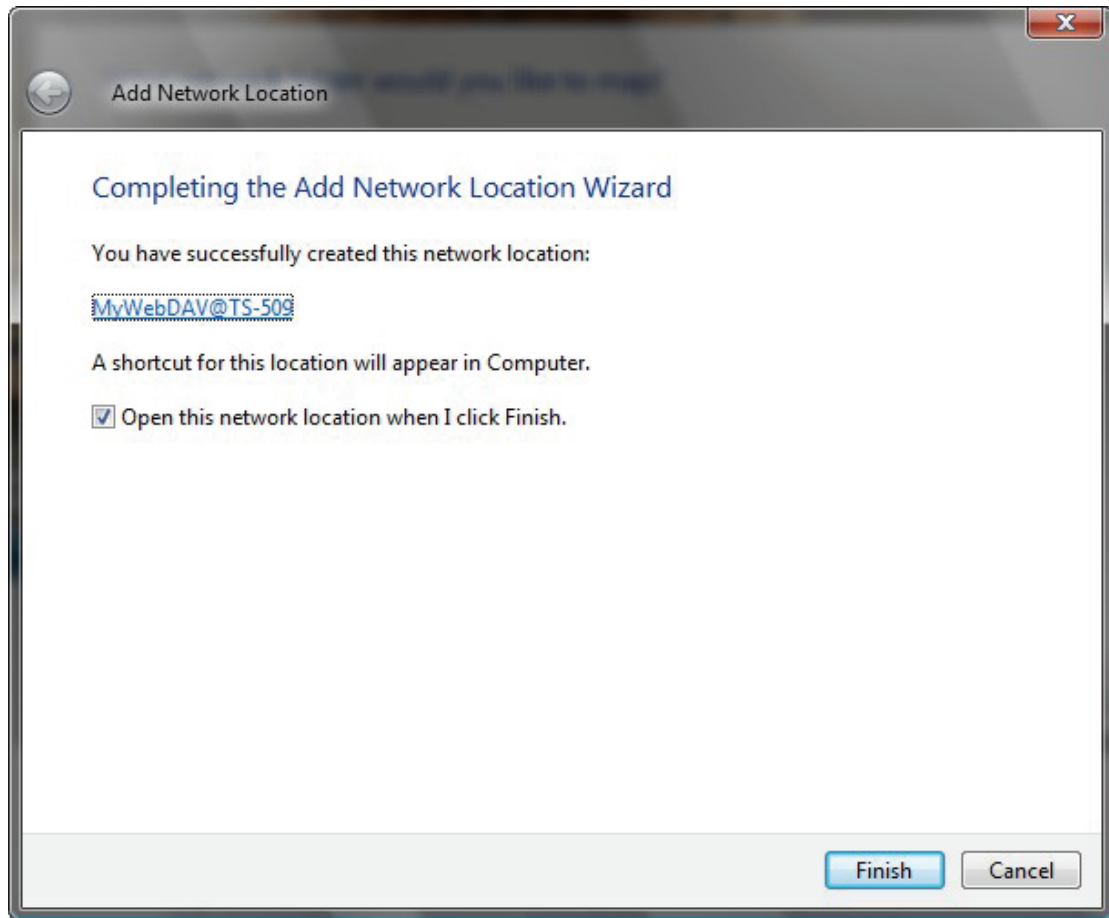 Add Network Location
Completing the Add Network Location Wizard
You have successfully created this network location:
MyWebDAV@TS-509
A shortcut for this location will appear in Computer.
Open this network location when I click Finish.
Finish
Cancel